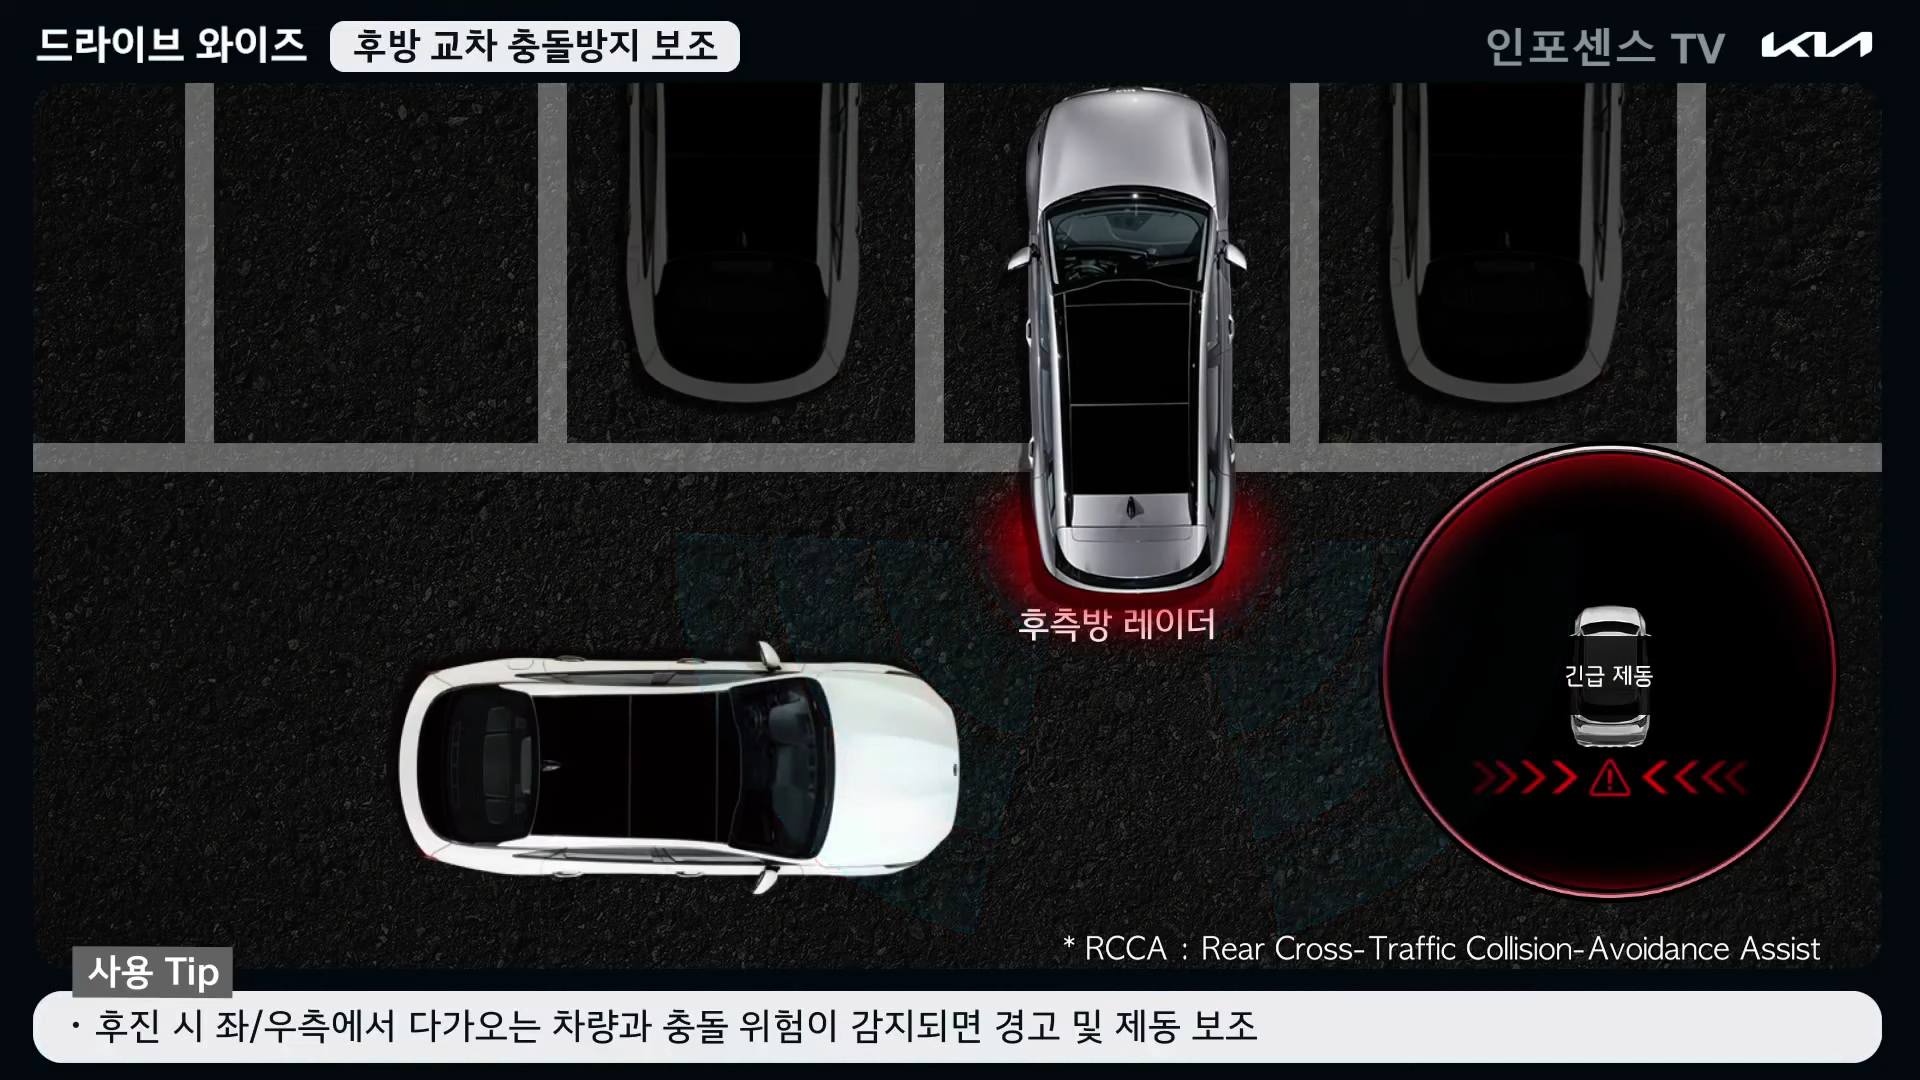 드라이브 와이즈
후방 교차 충돌방지 보조
인포센스 TV
KIA
후측방 레이더
긴급 제동
* RCCA : Rear Cross-Traffic Collision-Avoidance Assist
사용 Tip
· 후진 시 좌/우측에서 다가오는 차량과 충돌 위험이 감지되면 경고 및 제동 보조